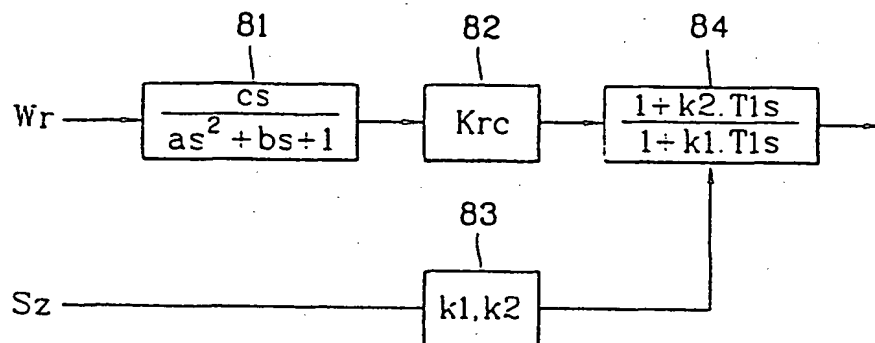 81
82
84
Wr
cs
as² + bs÷1
Krc
1÷k2.T1s
1÷k1.T1s
83
Sz
k1,k2